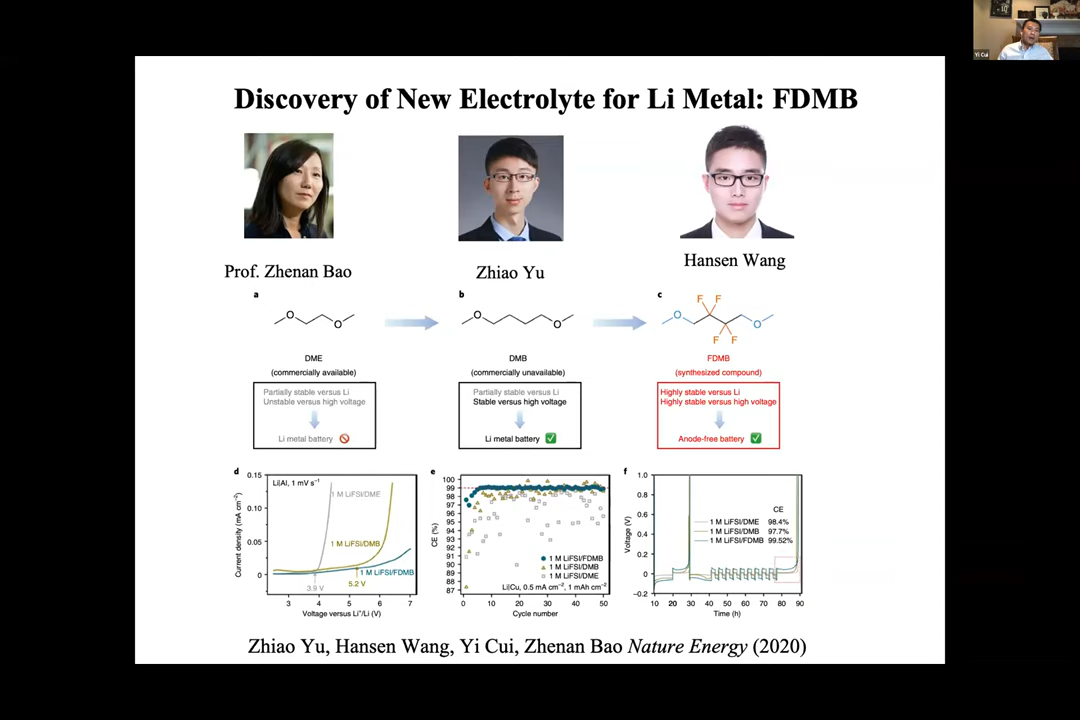 Yi Cui
Discovery of New Electrolyte for Li Metal: FDMB
Prof. Zhenan Bao
Zhiao Yu
Hansen Wang
a
b
c
O
O
O
O
F F
O
O
F F
DME
(commercially available)
DMB
(commercially unavailable)
FDMB
(synthesized compound)
Partially stable versus Li
Unstable versus high voltage
Li metal battery
Partially stable versus Li
Stable versus high voltage
Li metal battery
Highly stable versus Li
Highly stable versus high voltage
Anode-free battery
d
Li|Al, 1 mV s⁻¹
1 M LiFSI/DME
1 M LiFSI/DMB
1 M LiFSI/FDMB
3.9 V
5.2 V
0.15
0.10
0.05
0
Current density (mA cm⁻²)
3 4 5 6 7
Voltage versus Li⁺/Li (V)
e
100
99
98
97
96
95
94
93
92
91
90
89
88
87
CE (%)
1 M LiFSI/FDMB
1 M LiFSI/DMB
1 M LiFSI/DME
Li|Cu, 0.5 mA cm⁻², 1 mAh cm⁻²
0 10 20 30 40 50
Cycle number
f
1.0
0.8
0.6
0.4
0.2
0
−0.2
Voltage (V)
CE
1 M LiFSI/DME 98.4%
1 M LiFSI/DMB 97.7%
1 M LiFSI/FDMB 99.52%
10 20 30 40 50 60 70 80 90
Time (h)
Zhiao Yu, Hansen Wang, Yi Cui, Zhenan Bao Nature Energy (2020)